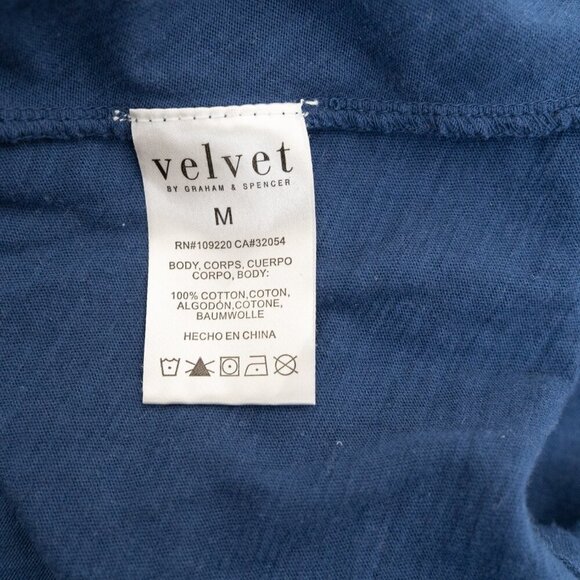 velvet
BY GRAHAM & SPENCER
M
RN#109220 CA#32054
BODY, CORPS, CUERPO
CORPO, BODY:
100% COTTON,COTON,
ALGODÓN,COTONE,
BAUMWOLLE
HECHO EN CHINA